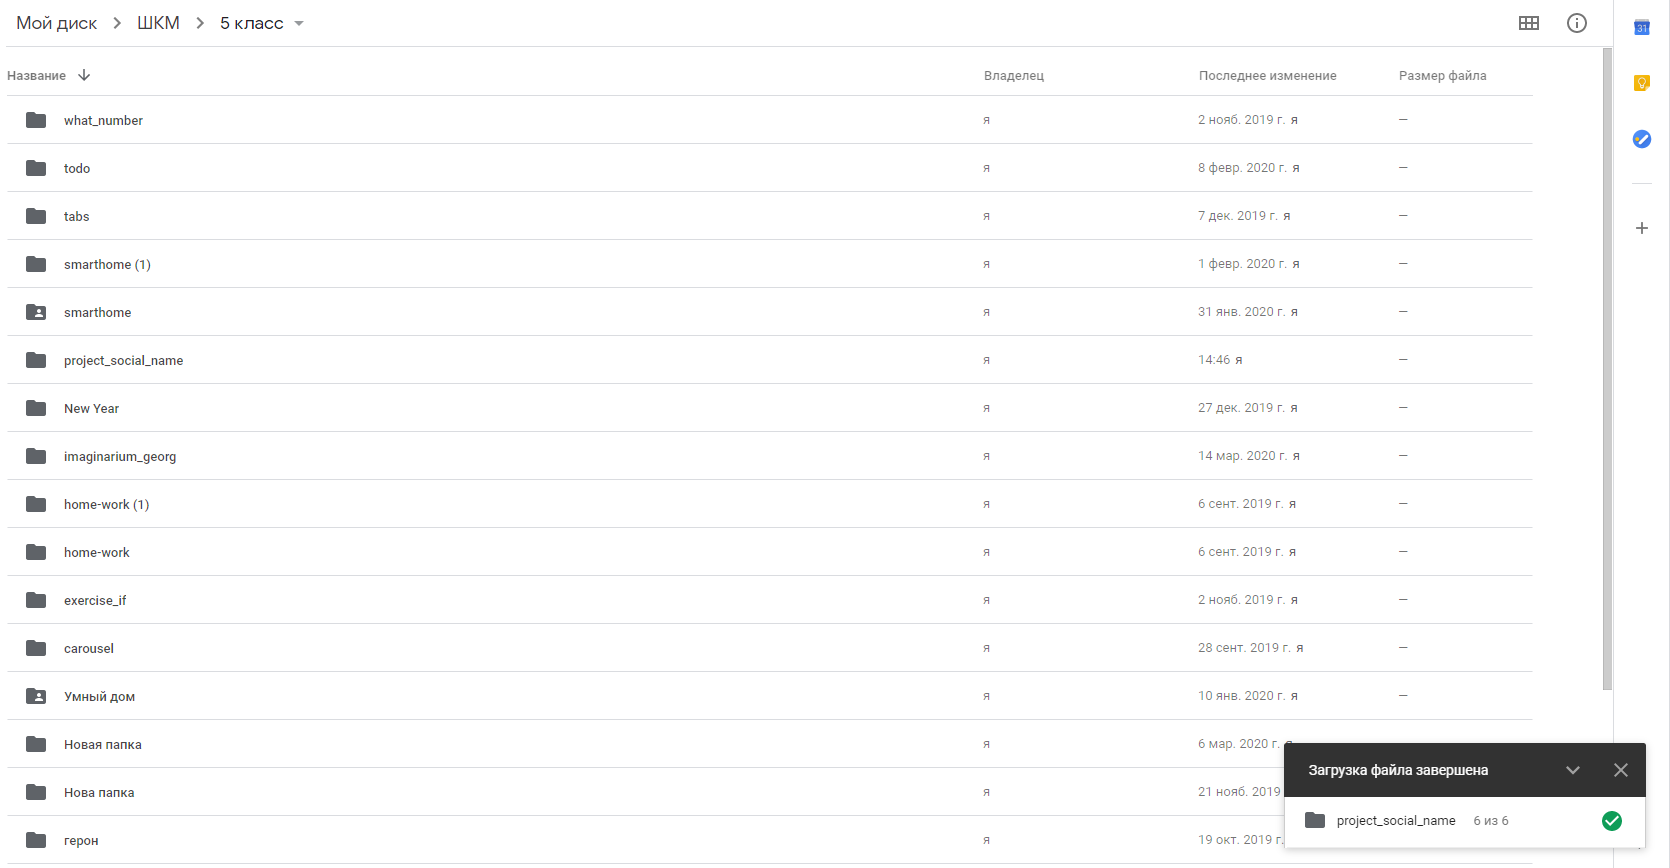 Мой диск > ШКМ > 5 класс
31
Название Владелец Последнее изменение Размер файла
what_number я 2 нояб. 2019 г. я —
todo я 8 февр. 2020 г. я —
tabs я 7 дек. 2019 г. я —
smarthome (1) я 1 февр. 2020 г. я —
smarthome я 31 янв. 2020 г. я —
project_social_name я 14:46 я —
New Year я 27 дек. 2019 г. я —
imaginarium_georg я 14 мар. 2020 г. я —
home-work (1) я 6 сент. 2019 г. я —
home-work я 6 сент. 2019 г. я —
exercise_if я 2 нояб. 2019 г. я —
carousel я 28 сент. 2019 г. я —
Умный дом я 10 янв. 2020 г. я —
Новая папка я 6 мар. 2020 г. я
Нова папка я 21 нояб. 2019
герон я 19 окт. 2019 г.
Загрузка файла завершена
project_social_name 6 из 6